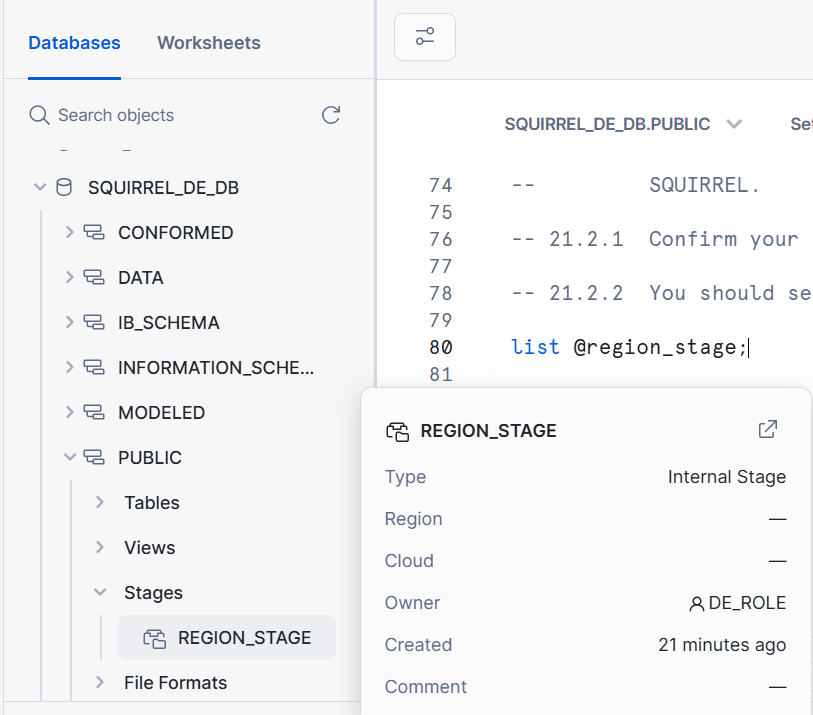 Databases
Worksheets
Search objects
SQUIRREL_DE_DB
CONFORMED
DATA
IB_SCHEMA
INFORMATION_SCHE...
MODELED
PUBLIC
Tables
Views
Stages
REGION_STAGE
File Formats
SQUIRREL_DE_DB.PUBLIC
Set
74 -- SQUIRREL.
75
76 -- 21.2.1 Confirm your
77
78 -- 21.2.2 You should se
79
80 list @region_stage;
81
REGION_STAGE
Type Internal Stage
Region —
Cloud —
Owner DE_ROLE
Created 21 minutes ago
Comment —